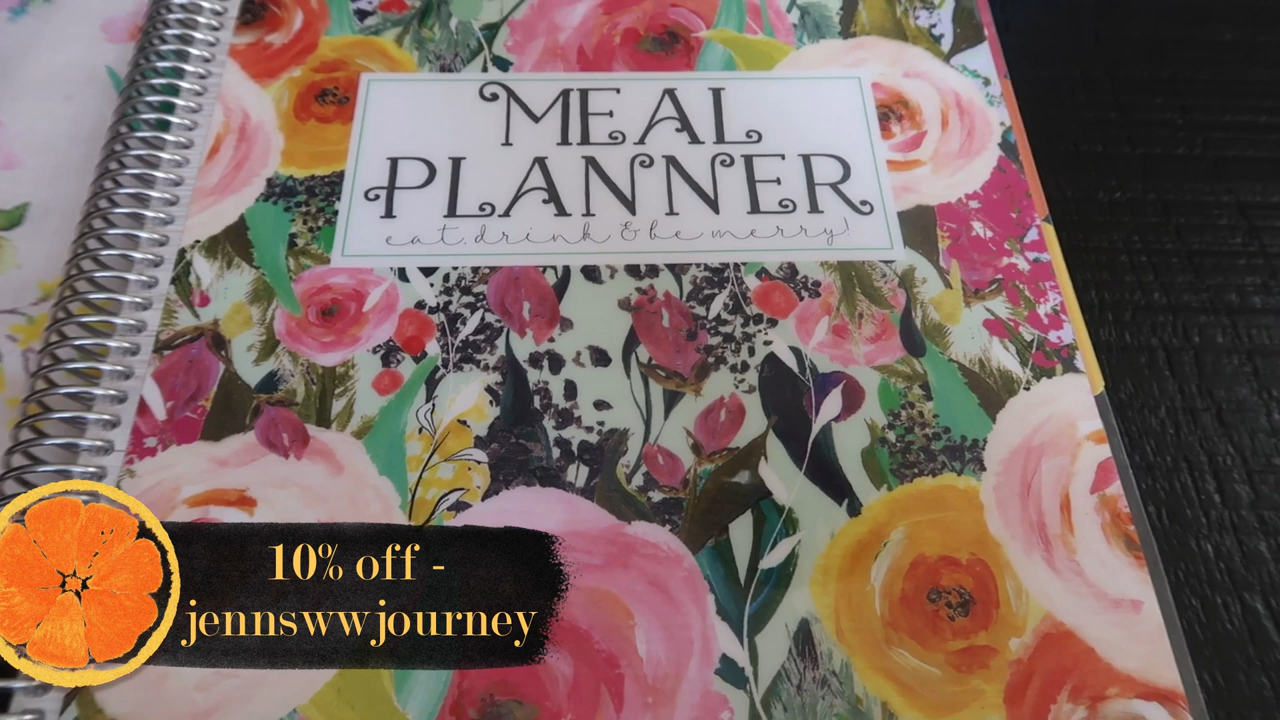 MEAL
PLANNER
eat, drink & be merry!
10% off -
jennswwjourney